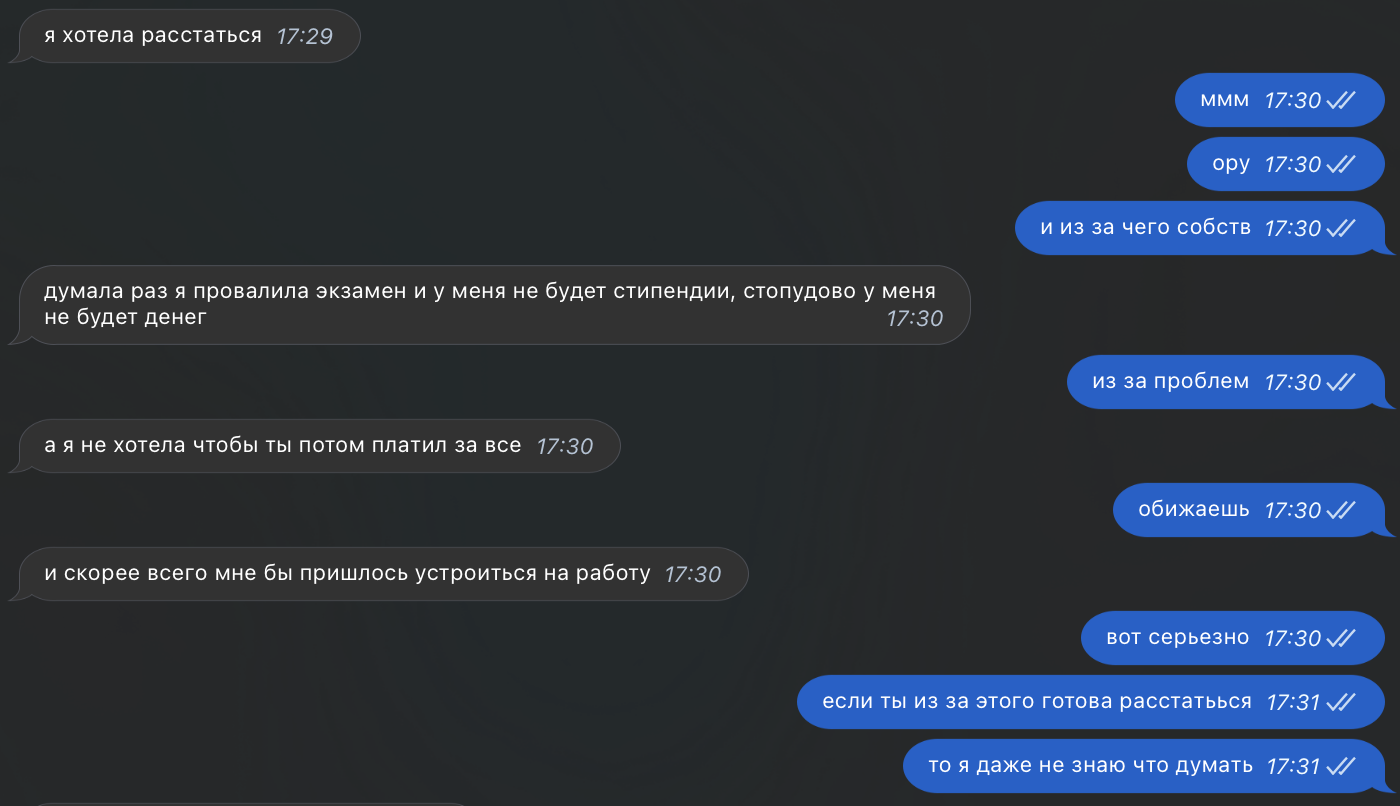 я хотела расстаться 17:29
ммм 17:30
ору 17:30
и из за чего собств 17:30
думала раз я провалила экзамен и у меня не будет стипендии, стопудово у меня
не будет денег 17:30
из за проблем 17:30
а я не хотела чтобы ты потом платил за все 17:30
обижаешь 17:30
и скорее всего мне бы пришлось устроиться на работу 17:30
вот серьезно 17:30
если ты из за этого готова расстатьься 17:31
то я даже не знаю что думать 17:31